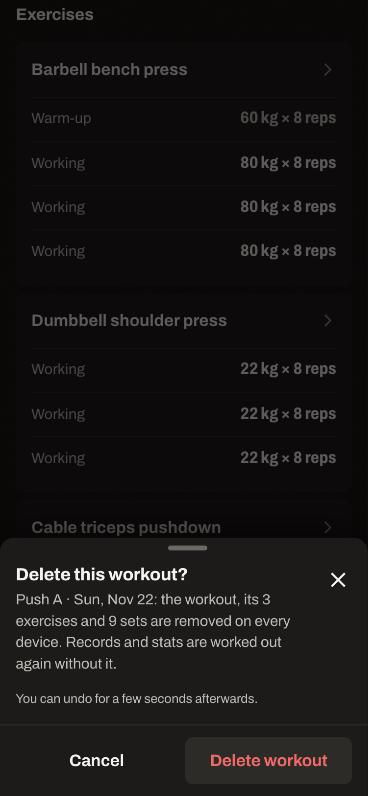 Exercises
Barbell bench press
Warm-up 60 kg × 8 reps
Working 80 kg × 8 reps
Working 80 kg × 8 reps
Working 80 kg × 8 reps
Dumbbell shoulder press
Working 22 kg × 8 reps
Working 22 kg × 8 reps
Working 22 kg × 8 reps
Cable triceps pushdown
Delete this workout?
Push A · Sun, Nov 22: the workout, its 3
exercises and 9 sets are removed on every
device. Records and stats are worked out
again without it.
You can undo for a few seconds afterwards.
Cancel Delete workout